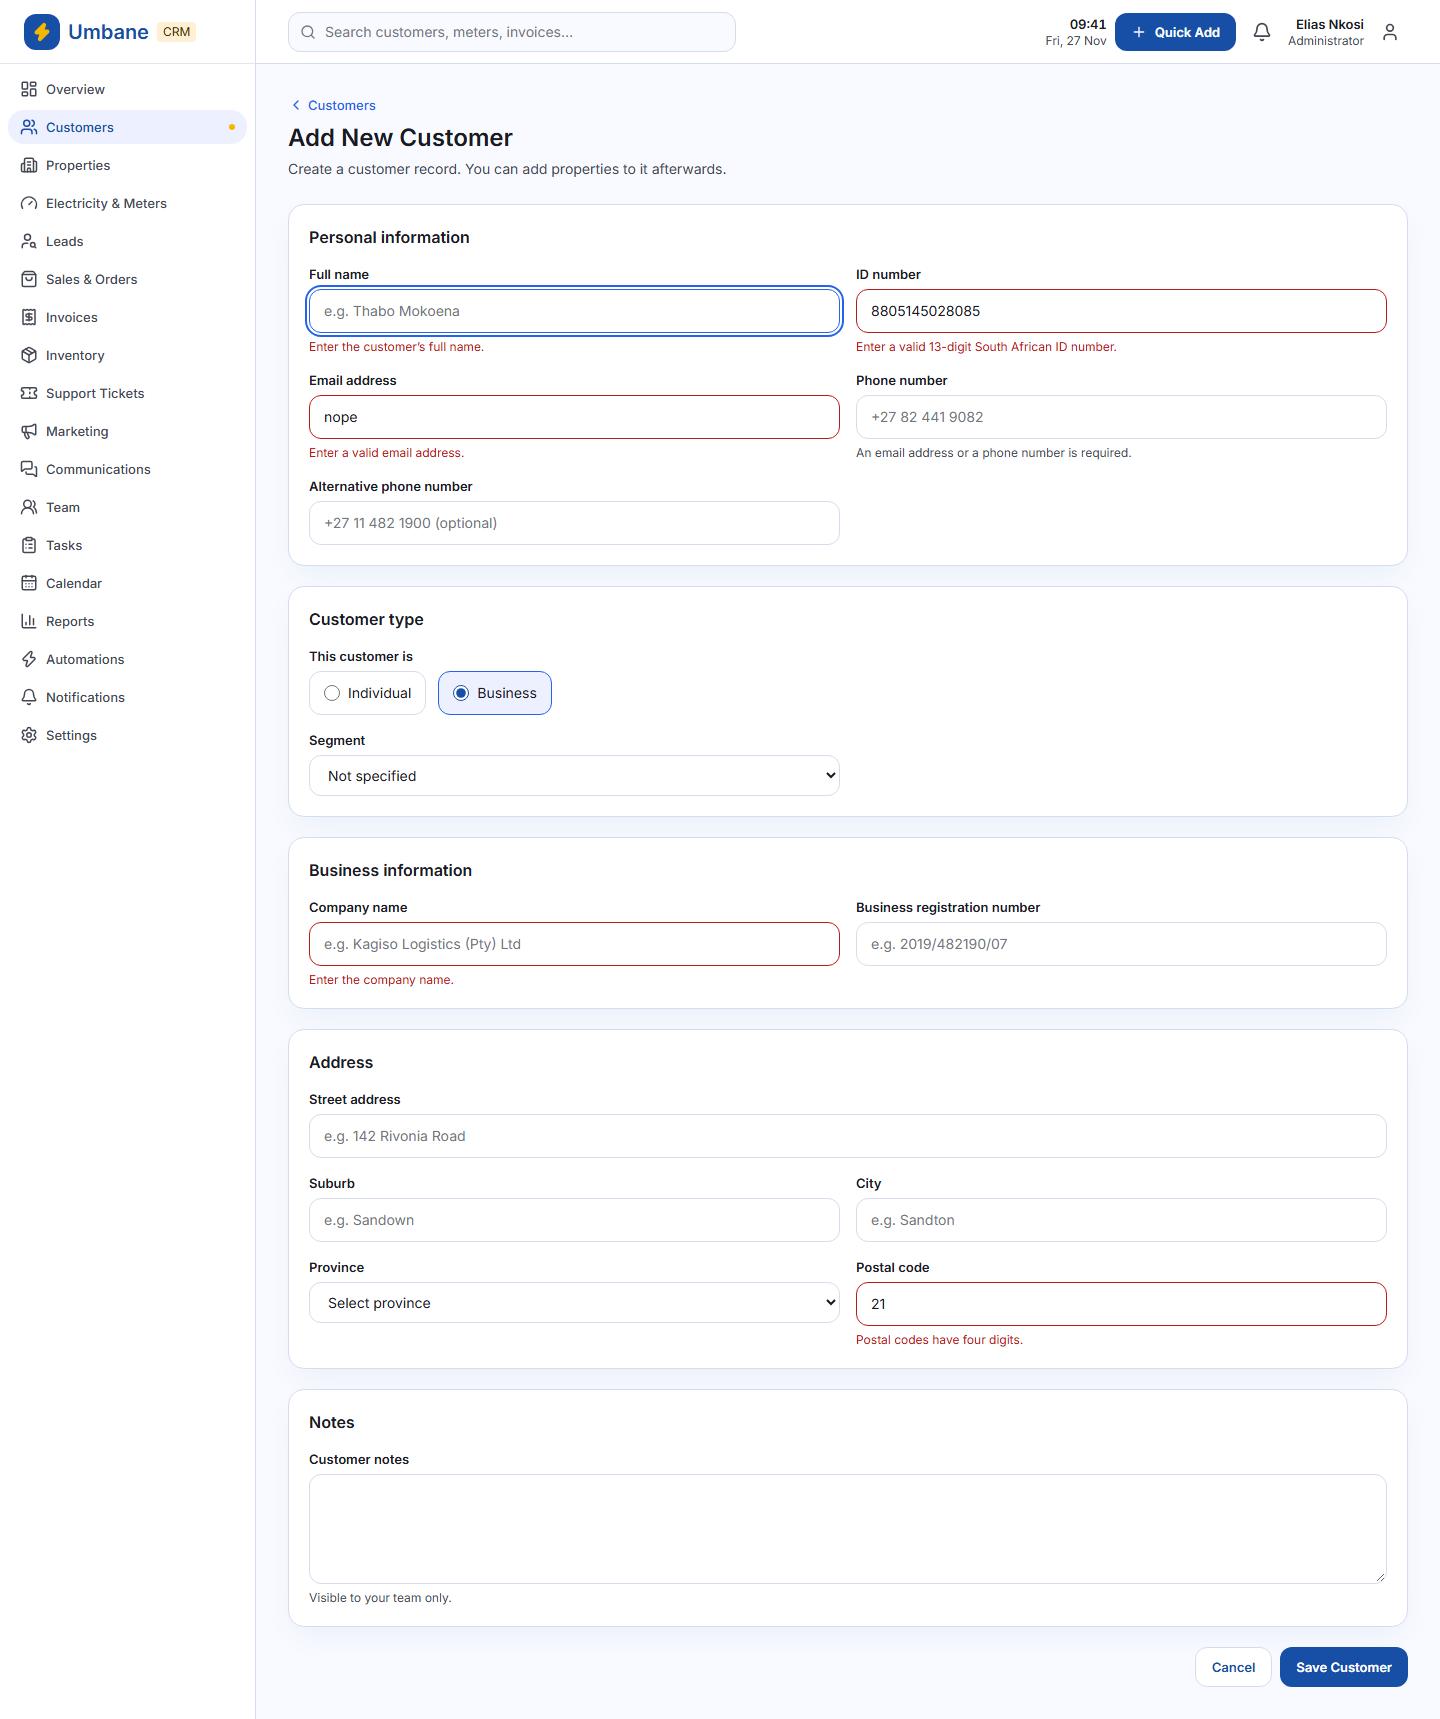 Umbane CRM
Search customers, meters, invoices...
09:41
Fri, 27 Nov
Quick Add
Elias Nkosi
Administrator
Overview
Customers
Properties
Electricity & Meters
Leads
Sales & Orders
Invoices
Inventory
Support Tickets
Marketing
Communications
Team
Tasks
Calendar
Reports
Automations
Notifications
Settings
Customers
Add New Customer
Create a customer record. You can add properties to it afterwards.
Personal information
Full name
e.g. Thabo Mokoena
Enter the customer’s full name.
ID number
8805145028085
Enter a valid 13-digit South African ID number.
Email address
nope
Enter a valid email address.
Phone number
+27 82 441 9082
An email address or a phone number is required.
Alternative phone number
+27 11 482 1900 (optional)
Customer type
This customer is
Individual
Business
Segment
Not specified
Business information
Company name
e.g. Kagiso Logistics (Pty) Ltd
Enter the company name.
Business registration number
e.g. 2019/482190/07
Address
Street address
e.g. 142 Rivonia Road
Suburb
e.g. Sandown
City
e.g. Sandton
Province
Select province
Postal code
21
Postal codes have four digits.
Notes
Customer notes
Visible to your team only.
Cancel
Save Customer